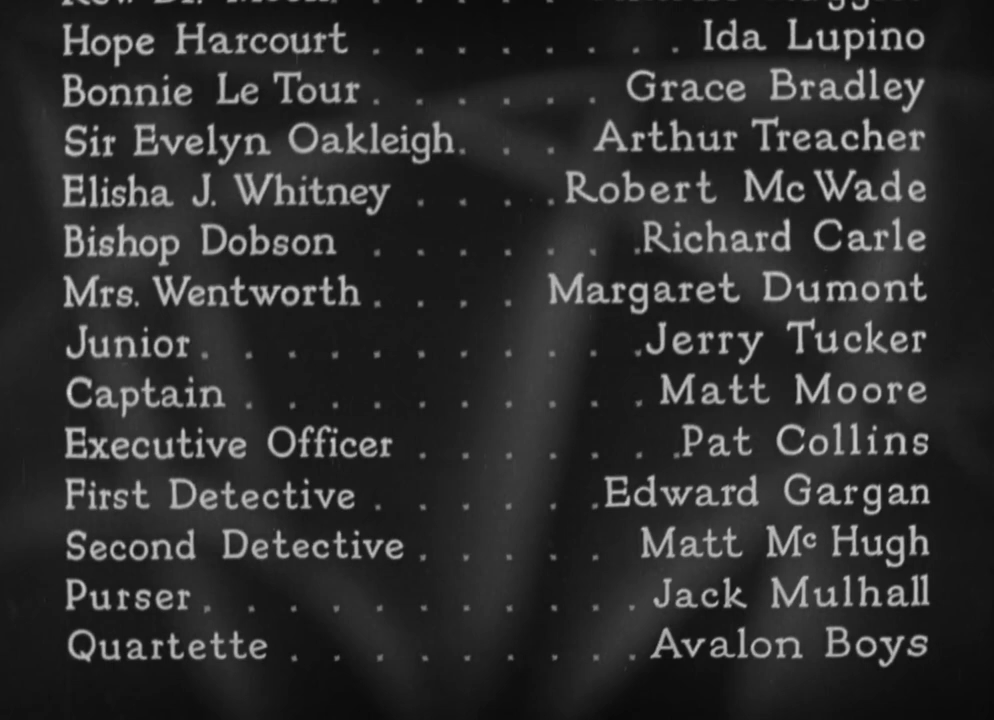 Hope Harcourt . . . . . . . . Ida Lupino
Bonnie Le Tour . . . . . . Grace Bradley
Sir Evelyn Oakleigh. . . Arthur Treacher
Elisha J. Whitney . . . . Robert McWade
Bishop Dobson . . . . . . . Richard Carle
Mrs. Wentworth . . . . Margaret Dumont
Junior . . . . . . . . . . . Jerry Tucker
Captain . . . . . . . . . . Matt Moore
Executive Officer . . . . . . . Pat Collins
First Detective . . . . . . Edward Gargan
Second Detective . . . . . Matt McHugh
Purser . . . . . . . . . . . Jack Mulhall
Quartette . . . . . . . . . Avalon Boys